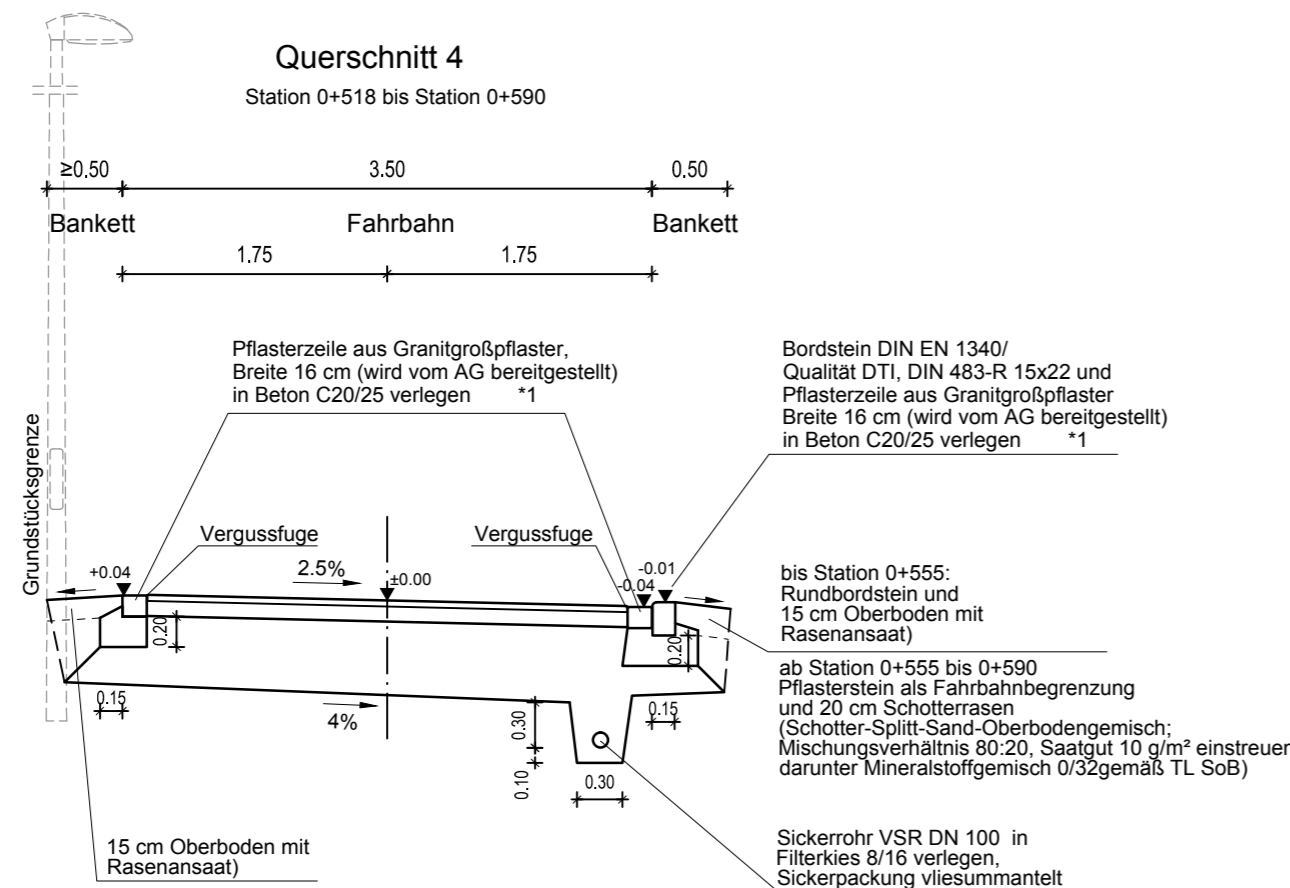 Querschnitt 4
Station 0+518 bis Station 0+590
≥0.50
3.50
0.50
Bankett
Fahrbahn
Bankett
1.75
1.75
Pflasterzeile aus Granitgroßpflaster,
Breite 16 cm (wird vom AG bereitgestellt)
in Beton C20/25 verlegen *1
Bordstein DIN EN 1340/
Qualität DTI, DIN 483-R 15x22 und
Pflasterzeile aus Granitgroßpflaster
Breite 16 cm (wird vom AG bereitgestellt)
in Beton C20/25 verlegen *1
Grundstücksgrenze
Vergussfuge
Vergussfuge
+0.04
2.5%
±0.00
-0.04
-0.01
0.20
0.20
bis Station 0+555:
Rundbordstein und
15 cm Oberboden mit
Rasenansaat)
ab Station 0+555 bis 0+590
Pflasterstein als Fahrbahnbegrenzung
und 20 cm Schotterrasen
(Schotter-Splitt-Sand-Oberbodengemisch;
Mischungsverhältnis 80:20, Saatgut 10 g/m² einstreuen
darunter Mineralstoffgemisch 0/32gemäß TL SoB)
0.15
4%
0.30
0.10
0.15
0.30
15 cm Oberboden mit
Rasenansaat)
Sickerrohr VSR DN 100 in
Filterkies 8/16 verlegen,
Sickerpackung vliesummantelt